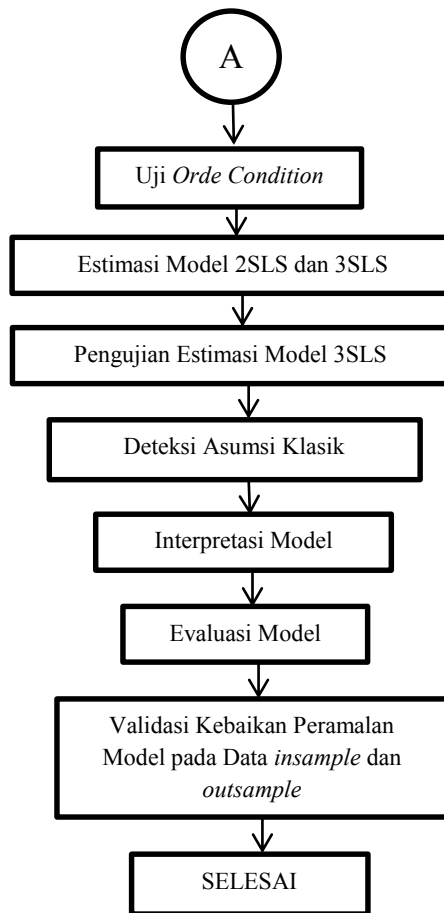 A
Uji Orde Condition
Estimasi Model 2SLS dan 3SLS
Pengujian Estimasi Model 3SLS
Deteksi Asumsi Klasik
Interpretasi Model
Evaluasi Model
Validasi Kebaikan Peramalan
Model pada Data insample dan
outsample
SELESAI